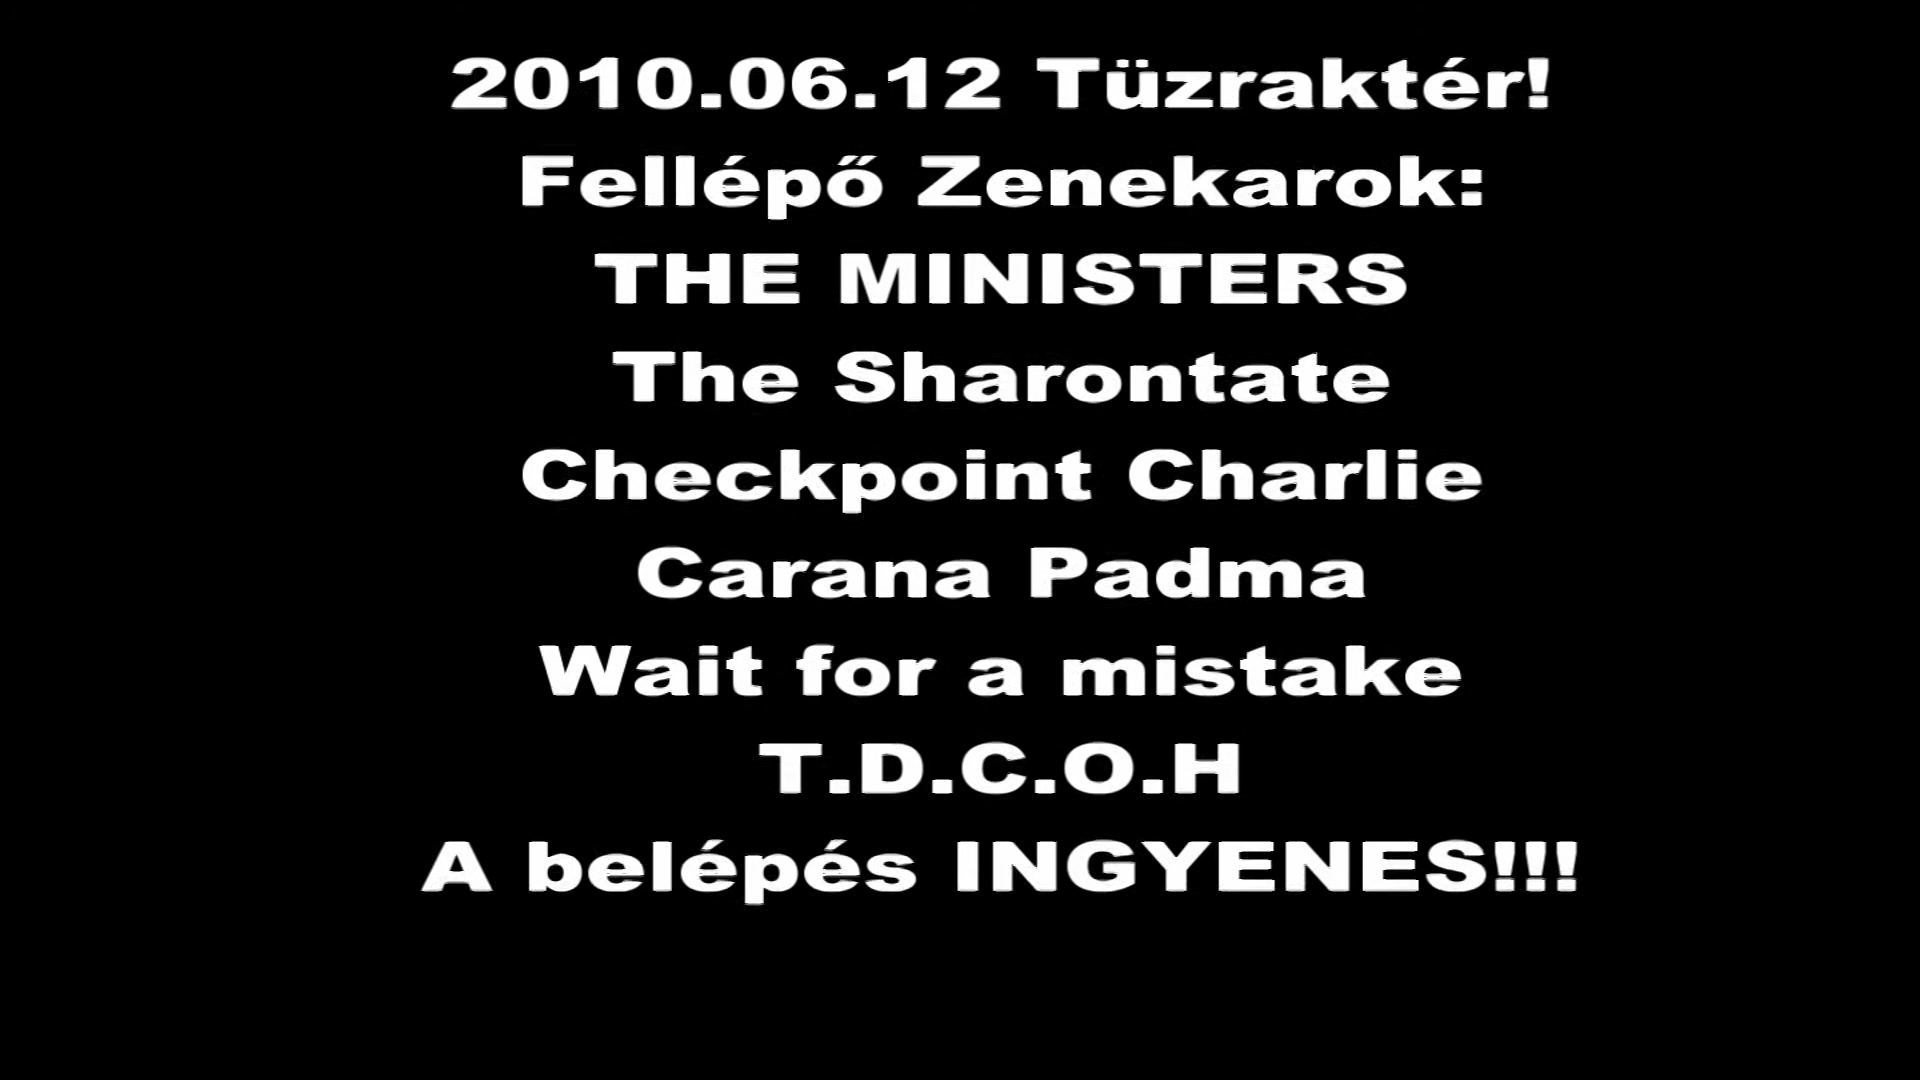 2010.06.12 Tüzraktér!
Fellépő Zenekarok:
THE MINISTERS
The Sharontate
Checkpoint Charlie
Carana Padma
Wait for a mistake
T.D.C.O.H
A belépés INGYENES!!!